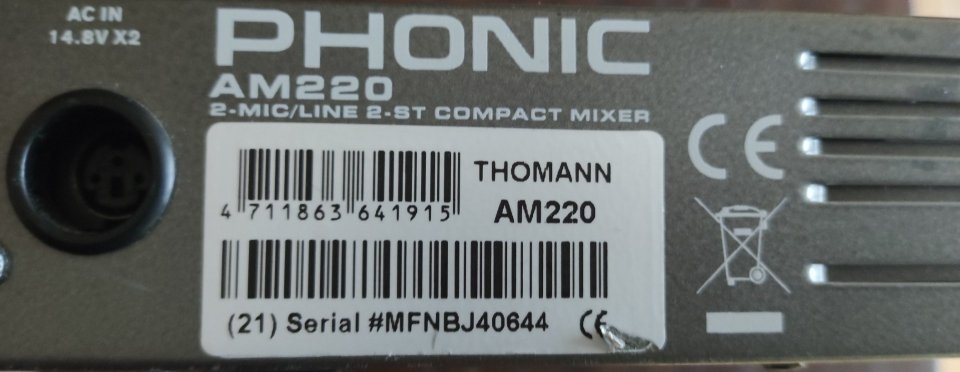 AC IN
14.8V X2
PHONIC
AM220
2-MIC/LINE 2-ST COMPACT MIXER
THOMANN
AM220
4 711863 641915
(21) Serial #MFNBJ40644 CE
CE